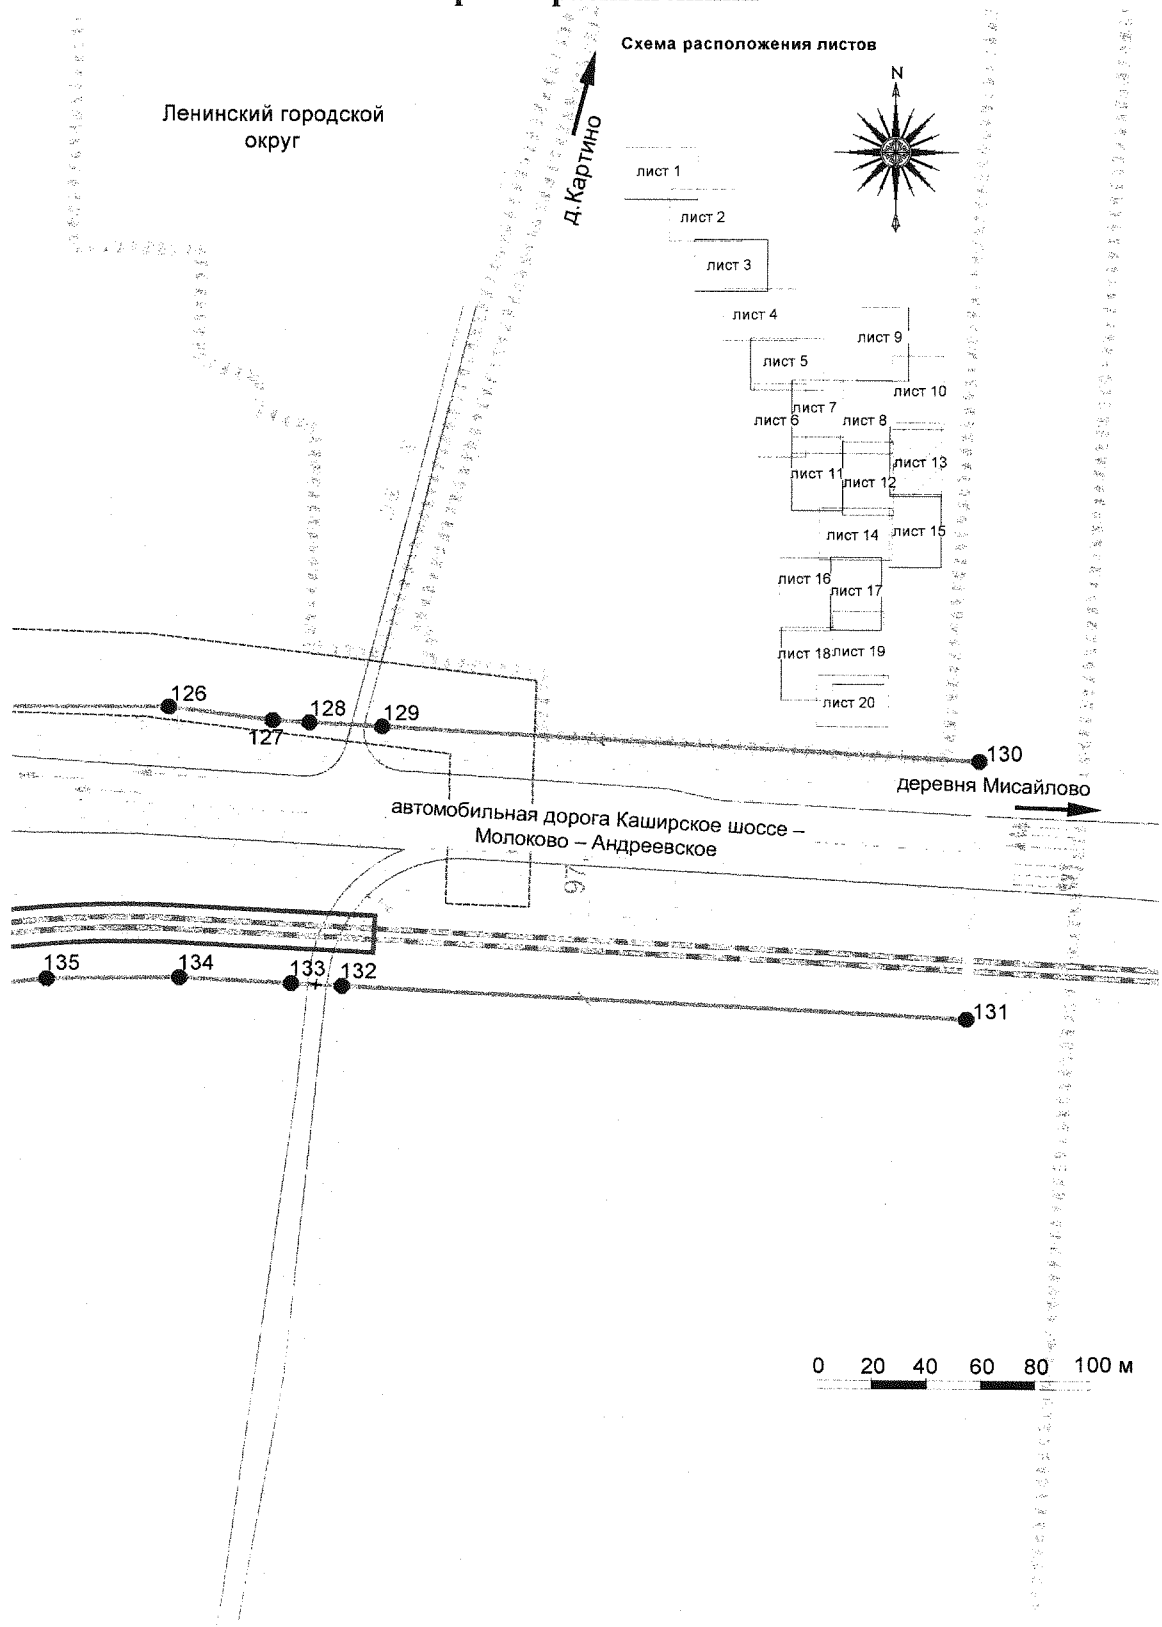 Схема расположения листов
N
Ленинский городской
округ
д.Картино
лист 1
лист 2
лист 3
лист 4
лист 9
лист 5
лист 10
лист 7
лист 6
лист 8
лист 13
лист 11
лист 12
лист 14
лист 15
лист 16
лист 17
лист 18
лист 19
лист 20
126
127
128
129
130
деревня Мисайлово
автомобильная дорога Каширское шоссе –
Молоково – Андреевское
97
135
134
133
132
131
0 20 40 60 80 100 м